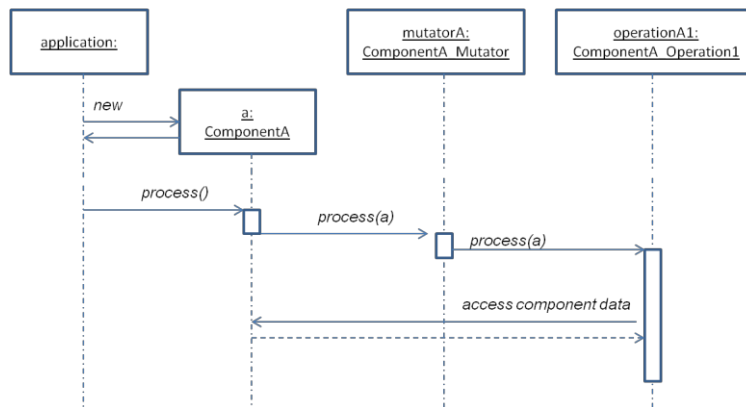 application:
mutatorA:
ComponentA_Mutator
operationA1:
ComponentA_Operation1
new
a:
ComponentA
process()
process(a)
process(a)
access component data